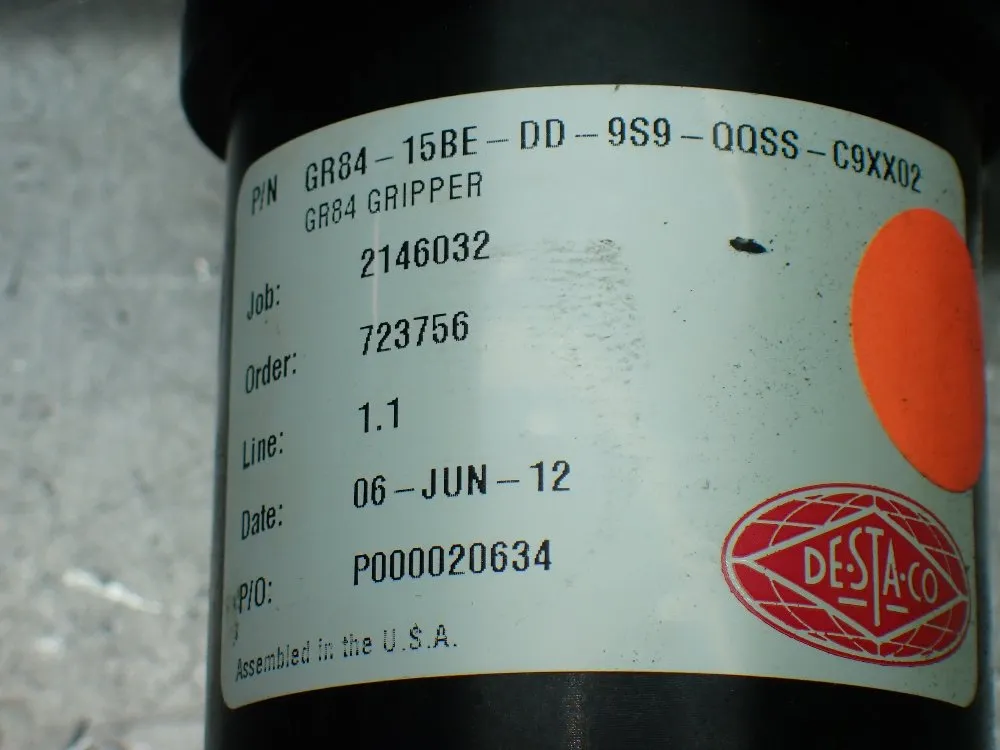 P/N GR84-15BE-DD-9S9-QQSS-C9XX02
GR84 GRIPPER
Job: 2146032
Order: 723756
Line: 1.1
Date: 06-JUN-12
P/O: P000020634
Assembled in the U.S.A.
DE-STA-CO